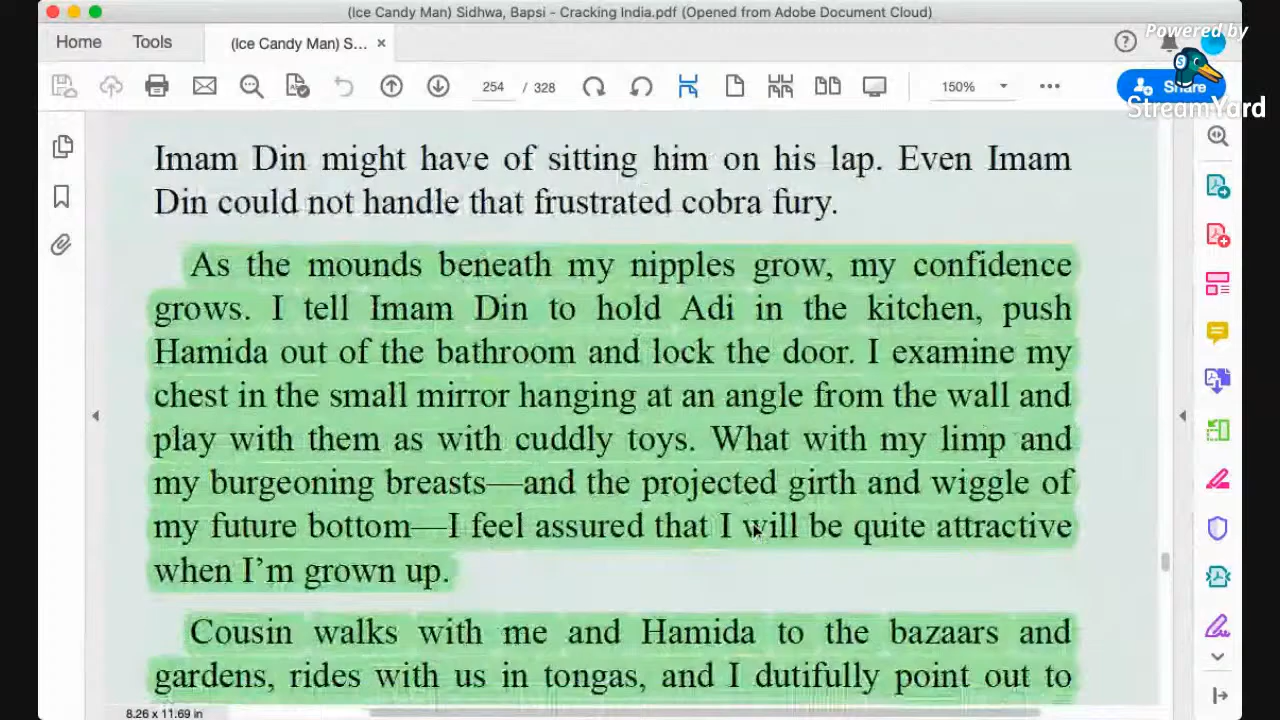 (Ice Candy Man) Sidhwa, Bapsi - Cracking India.pdf (Opened from Adobe Document Cloud)
Powered by
Home Tools (Ice Candy Man) S... ×
254 / 328 150% Share
StreamYard
Imam Din might have of sitting him on his lap. Even Imam
Din could not handle that frustrated cobra fury.
As the mounds beneath my nipples grow, my confidence
grows. I tell Imam Din to hold Adi in the kitchen, push
Hamida out of the bathroom and lock the door. I examine my
chest in the small mirror hanging at an angle from the wall and
play with them as with cuddly toys. What with my limp and
my burgeoning breasts—and the projected girth and wiggle of
my future bottom—I feel assured that I will be quite attractive
when I’m grown up.
Cousin walks with me and Hamida to the bazaars and
gardens, rides with us in tongas, and I dutifully point out to
8.26 x 11.69 in